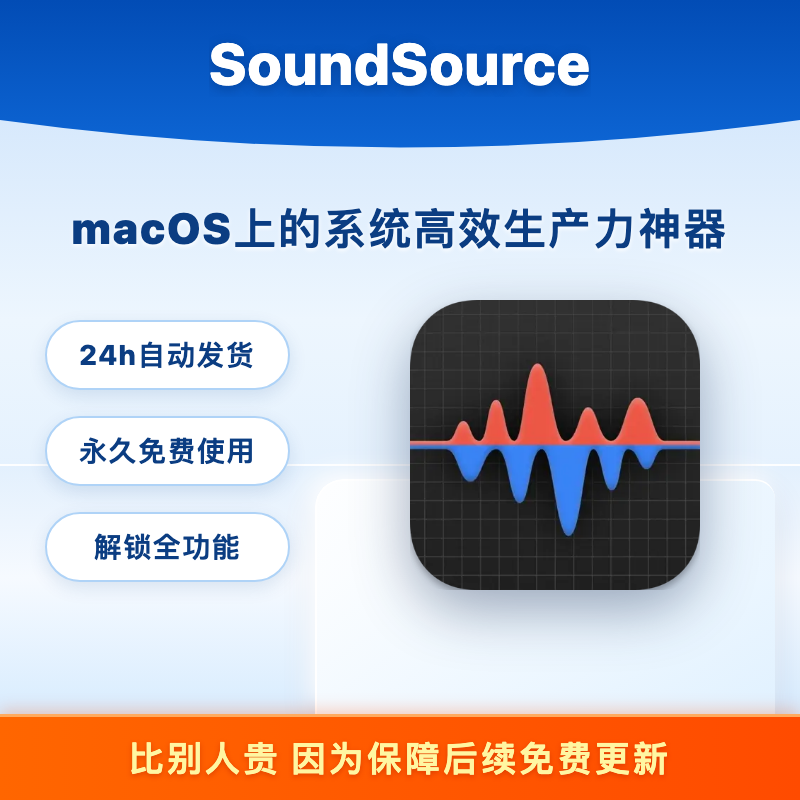 SoundSource
macOS上的系统高效生产力神器
24h自动发货
永久免费使用
解锁全功能
比别人贵 因为保障后续免费更新